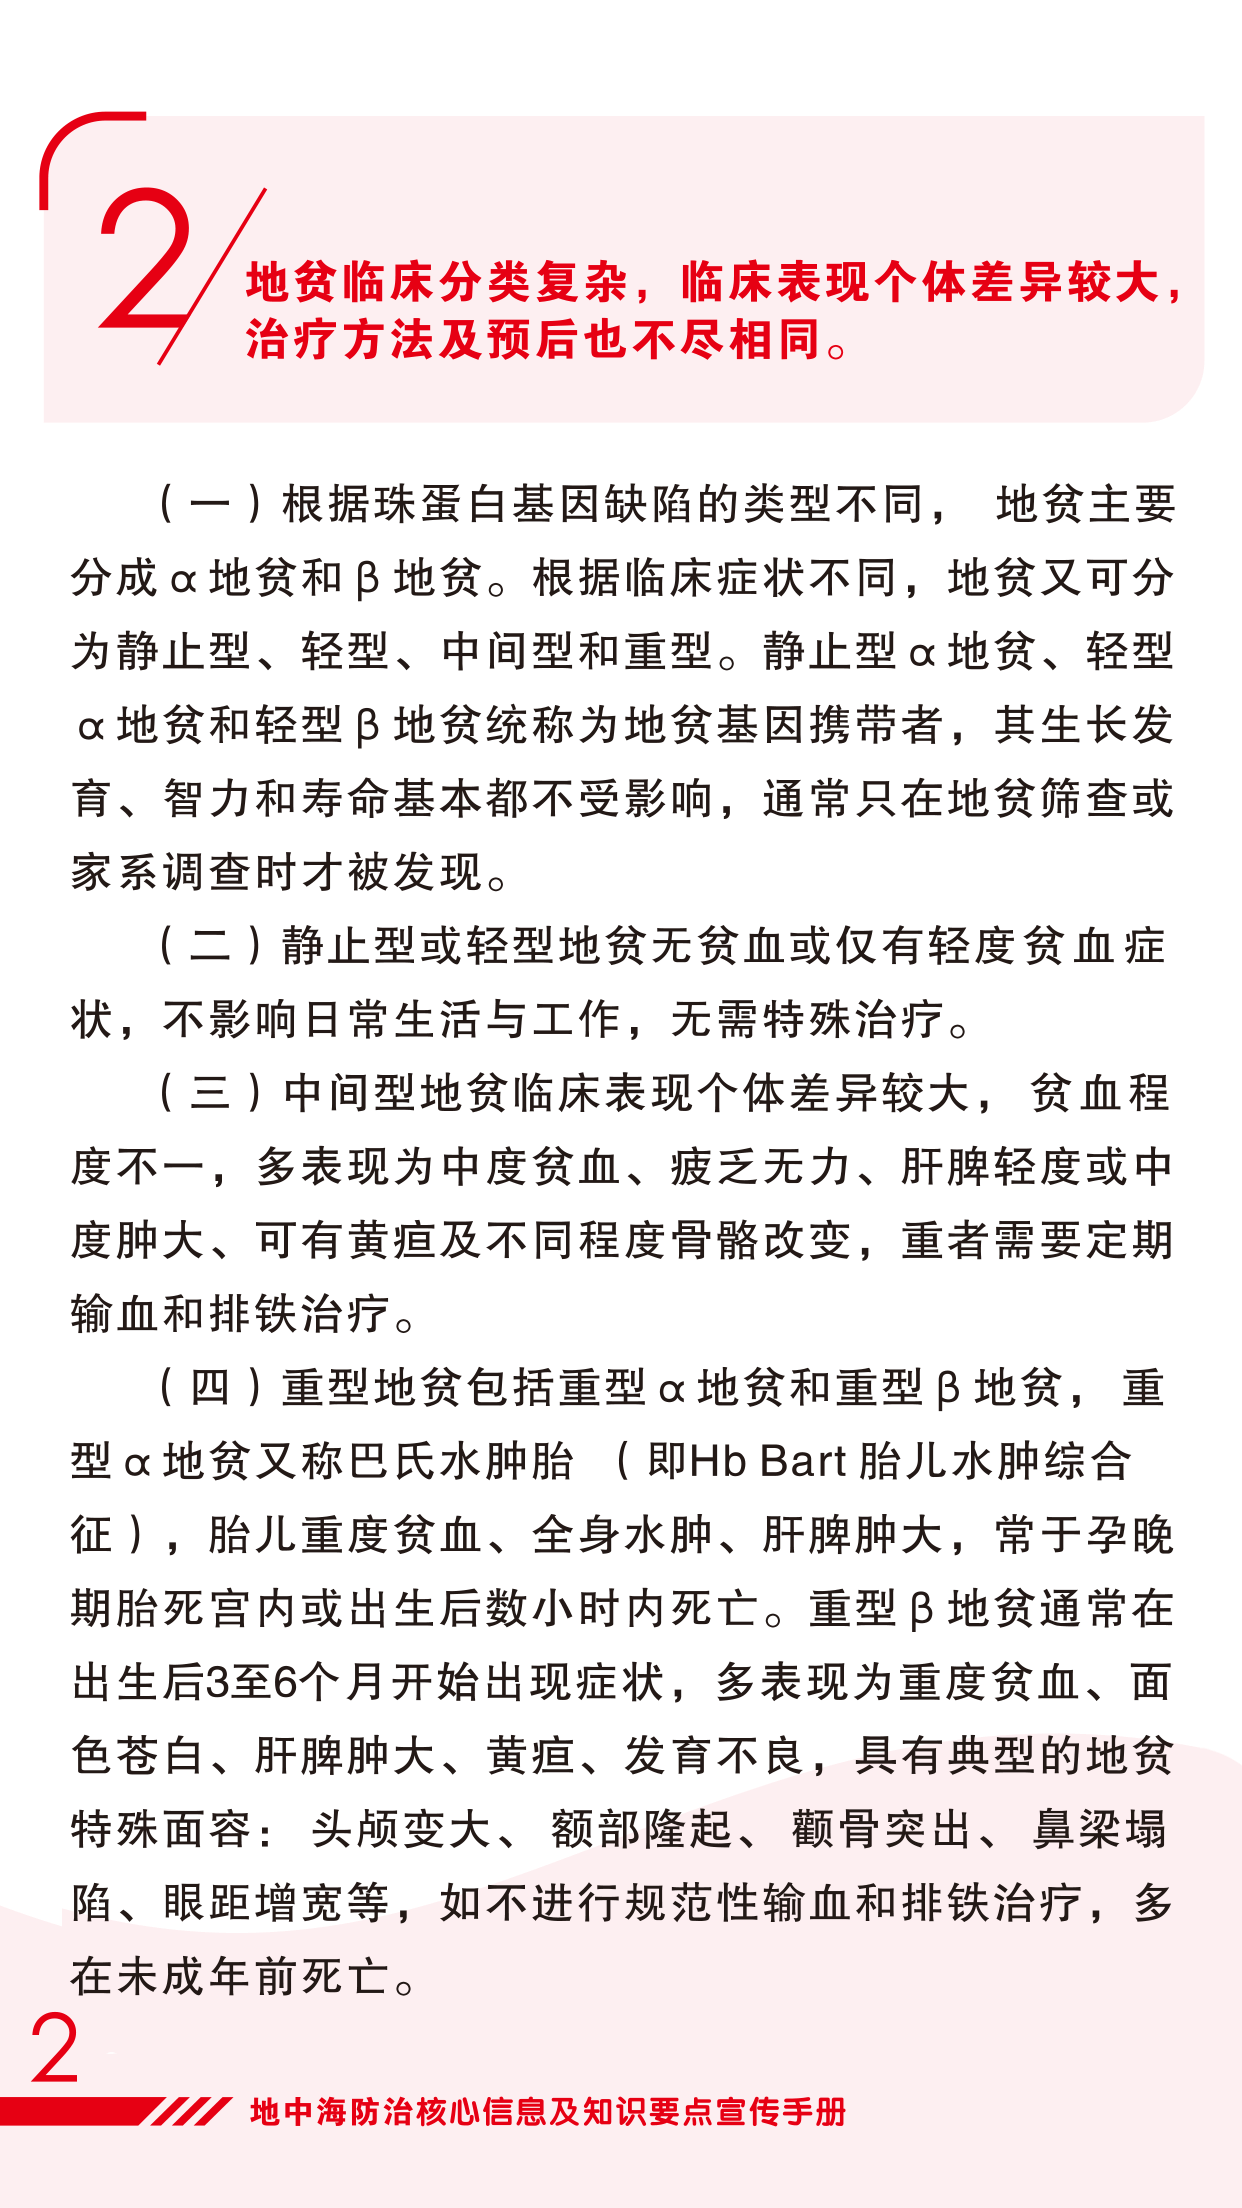 2
地贫临床分类复杂，临床表现个体差异较大，
治疗方法及预后也不尽相同。
（一）根据珠蛋白基因缺陷的类型不同， 地贫主要
分成α地贫和β地贫。根据临床症状不同，地贫又可分
为静止型、轻型、中间型和重型。静止型α地贫、轻型
α地贫和轻型β地贫统称为地贫基因携带者，其生长发
育、智力和寿命基本都不受影响，通常只在地贫筛查或
家系调查时才被发现。
（二）静止型或轻型地贫无贫血或仅有轻度贫血症
状，不影响日常生活与工作，无需特殊治疗。
（三）中间型地贫临床表现个体差异较大， 贫血程
度不一，多表现为中度贫血、疲乏无力、肝脾轻度或中
度肿大、可有黄疸及不同程度骨骼改变，重者需要定期
输血和排铁治疗。
（四）重型地贫包括重型α地贫和重型β地贫， 重
型α地贫又称巴氏水肿胎 （即Hb Bart 胎儿水肿综合
征），胎儿重度贫血、全身水肿、肝脾肿大，常于孕晚
期胎死宫内或出生后数小时内死亡。重型β地贫通常在
出生后3至6个月开始出现症状，多表现为重度贫血、面
色苍白、肝脾肿大、黄疸、发育不良，具有典型的地贫
特殊面容： 头颅变大、 额部隆起、 颧骨突出、 鼻梁塌
陷、眼距增宽等，如不进行规范性输血和排铁治疗，多
在未成年前死亡。
2
地中海防治核心信息及知识要点宣传手册